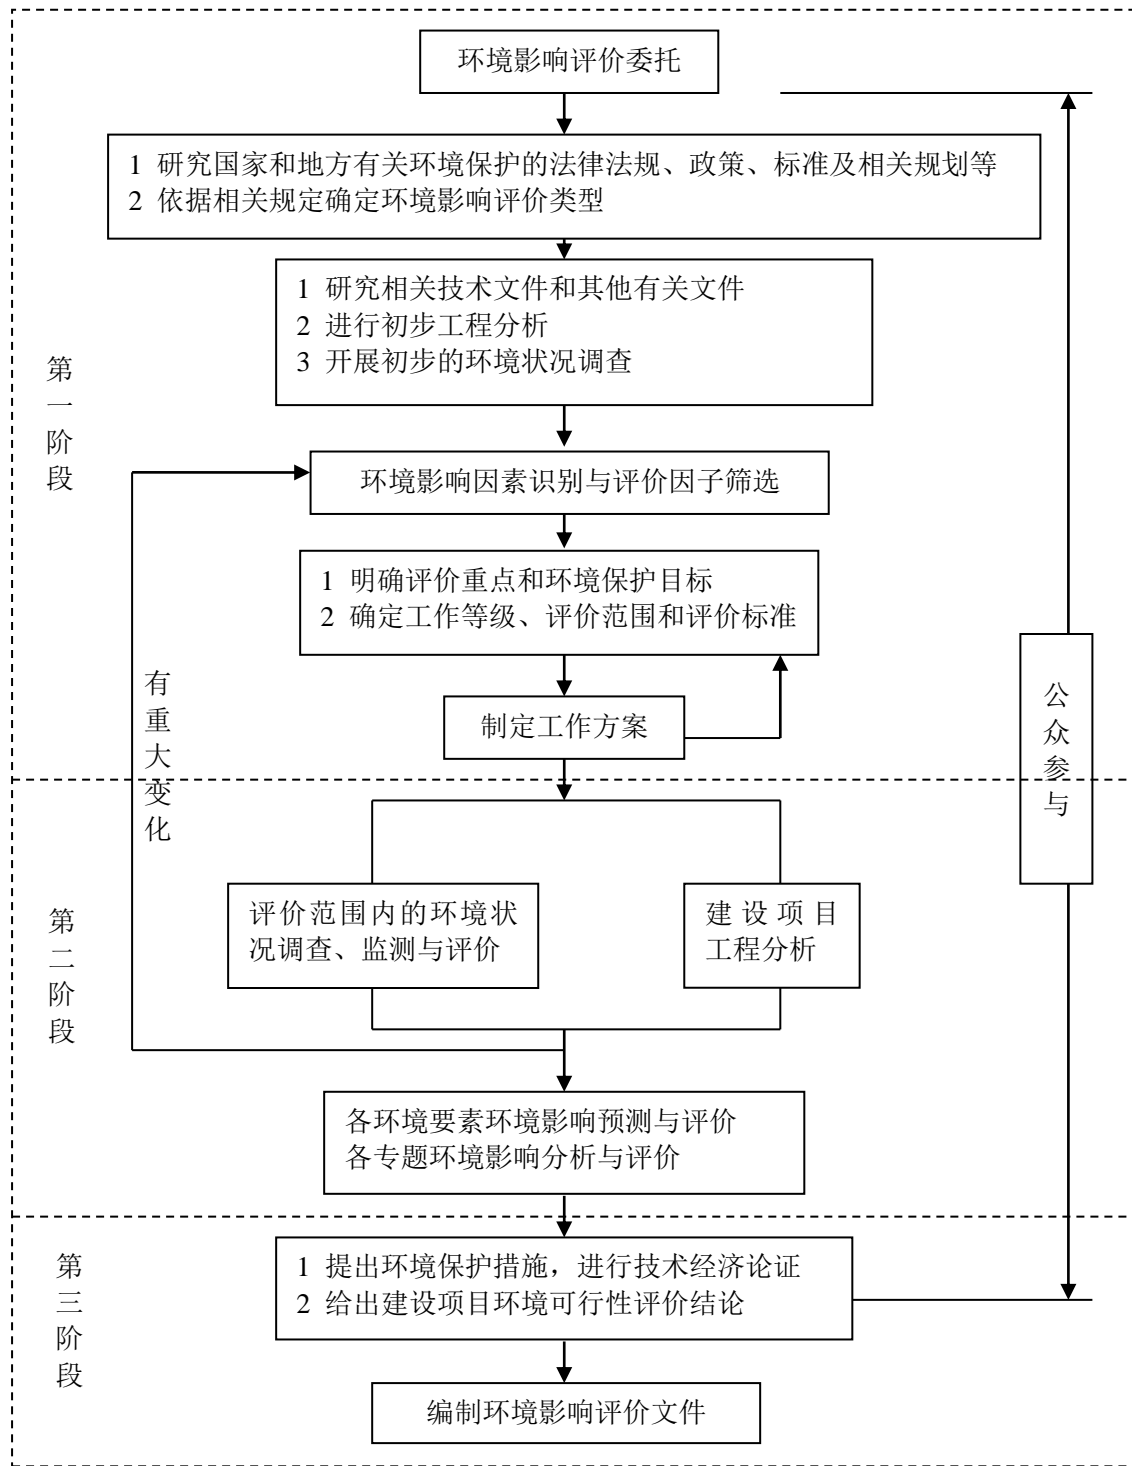 环境影响评价委托
1 研究国家和地方有关环境保护的法律法规、政策、标准及相关规划等
2 依据相关规定确定环境影响评价类型
1 研究相关技术文件和其他有关文件
2 进行初步工程分析
3 开展初步的环境状况调查
第一阶段
环境影响因素识别与评价因子筛选
1 明确评价重点和环境保护目标
2 确定工作等级、评价范围和评价标准
有重大变化
制定工作方案
公众参与
第二阶段
评价范围内的环境状
况调查、监测与评价
建设项目
工程分析
各环境要素环境影响预测与评价
各专题环境影响分析与评价
第三阶段
1 提出环境保护措施，进行技术经济论证
2 给出建设项目环境可行性评价结论
编制环境影响评价文件